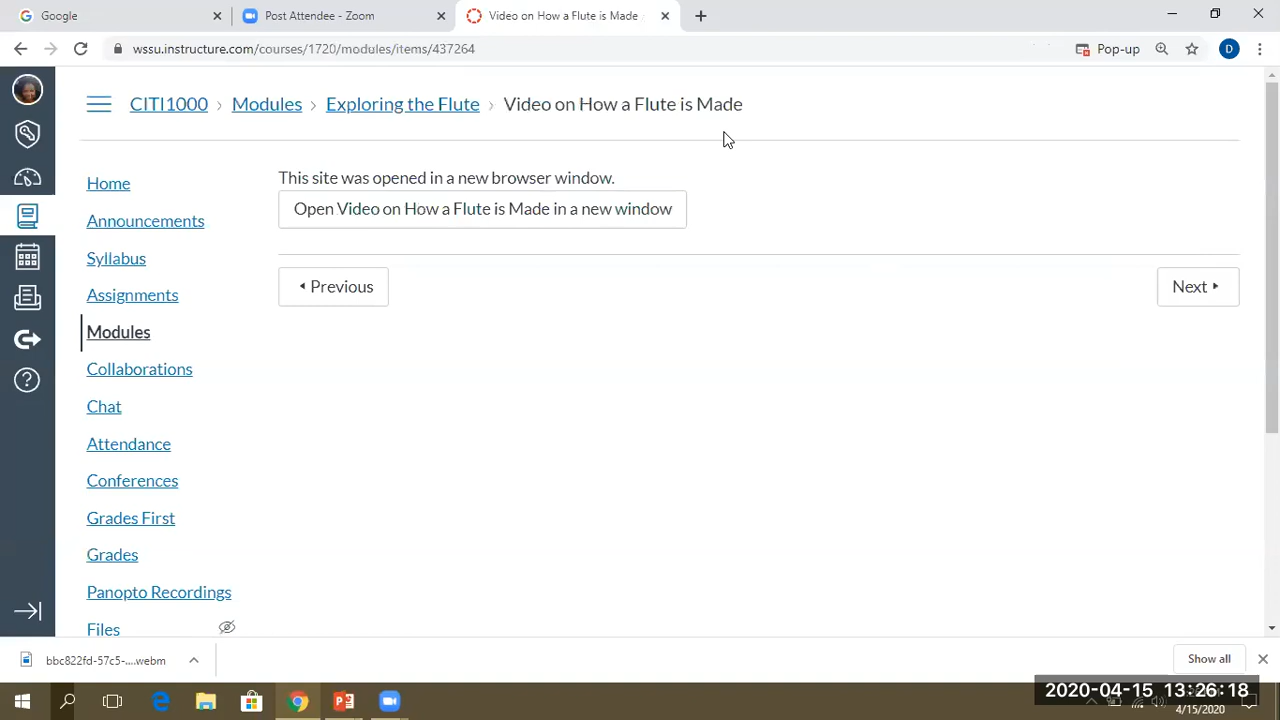 Google
Post Attendee - Zoom
Video on How a Flute is Made
wssu.instructure.com/courses/1720/modules/items/437264
Pop-up
D
CITI1000 › Modules › Exploring the Flute › Video on How a Flute is Made
Home
Announcements
Syllabus
Assignments
Modules
Collaborations
Chat
Attendance
Conferences
Grades First
Grades
Panopto Recordings
Files
This site was opened in a new browser window.
Open Video on How a Flute is Made in a new window
Previous
Next
bbc822fd-57c5-....webm
Show all
2020-04-15 13:26:18
4/15/2020